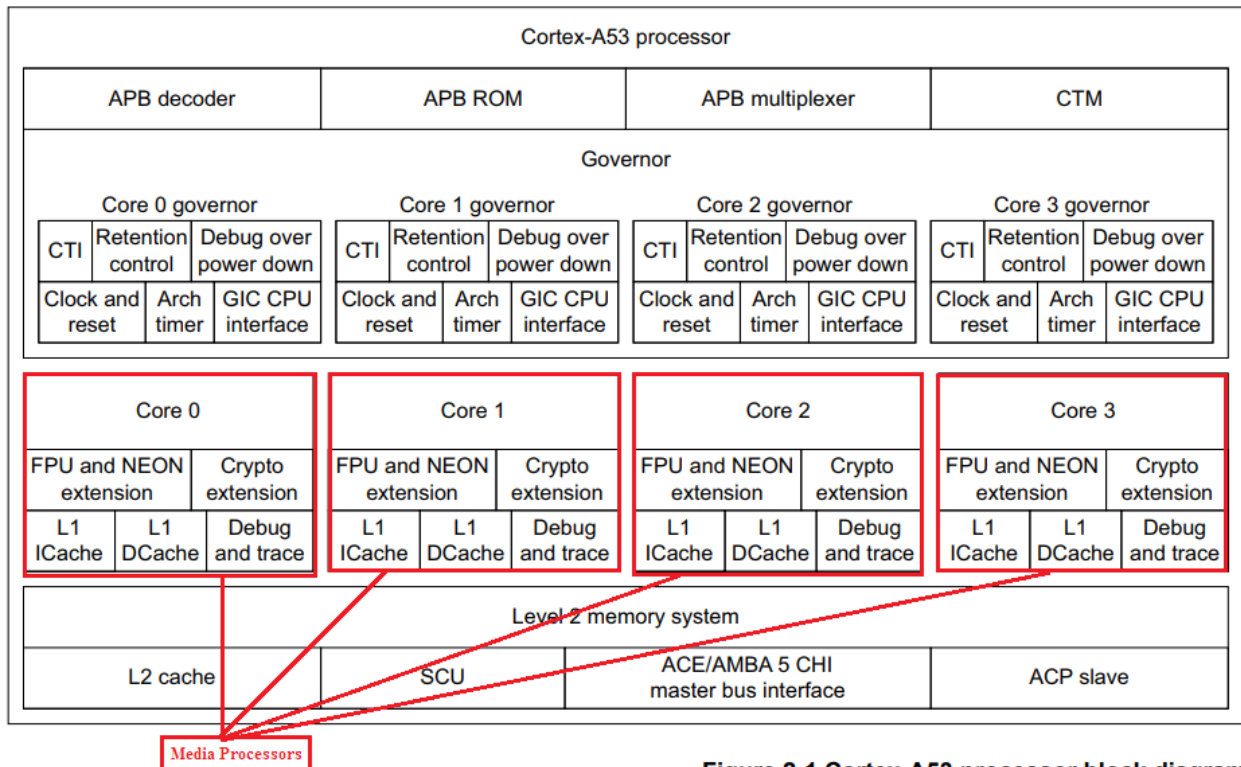 Cortex-A53 processor
APB decoder
APB ROM
APB multiplexer
CTM
Governor
Core 0 governor
CTI
Retention
control
Debug over
power down
Clock and
reset
Arch
timer
GIC CPU
interface
Core 1 governor
CTI
Retention
control
Debug over
power down
Clock and
reset
Arch
timer
GIC CPU
interface
Core 2 governor
CTI
Retention
control
Debug over
power down
Clock and
reset
Arch
timer
GIC CPU
interface
Core 3 governor
CTI
Retention
control
Debug over
power down
Clock and
reset
Arch
timer
GIC CPU
interface
Core 0
FPU and NEON
extension
Crypto
extension
L1
ICache
L1
DCache
Debug
and trace
Core 1
FPU and NEON
extension
Crypto
extension
L1
ICache
L1
DCache
Debug
and trace
Core 2
FPU and NEON
extension
Crypto
extension
L1
ICache
L1
DCache
Debug
and trace
Core 3
FPU and NEON
extension
Crypto
extension
L1
ICache
L1
DCache
Debug
and trace
Level 2 memory system
L2 cache
SCU
ACE/AMBA 5 CHI
master bus interface
ACP slave
Media Processors
Figure 2-1 Cortex-A53 processor block diagram